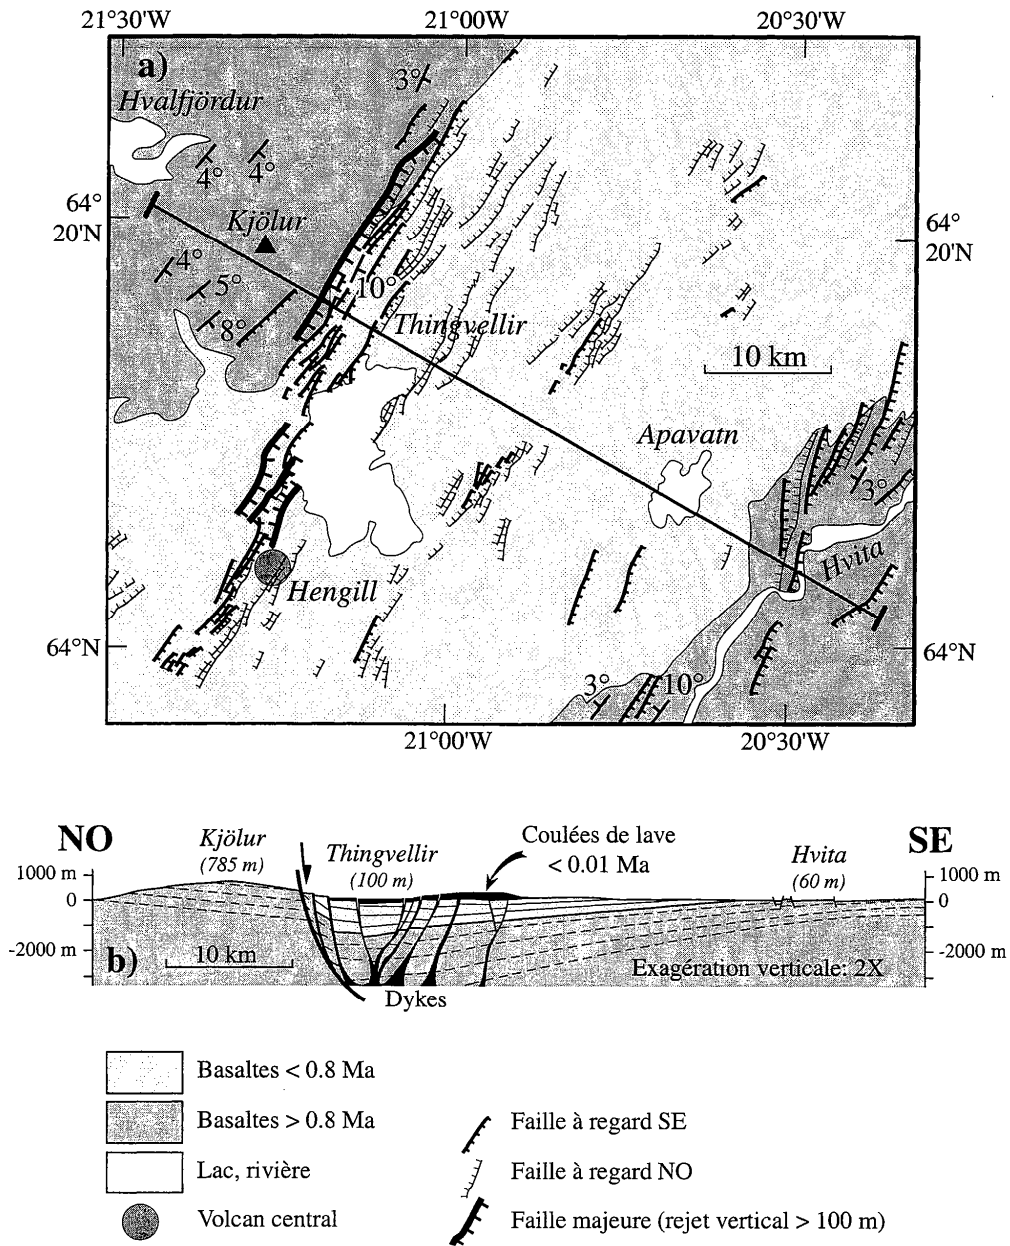 21°30'W
21°00'W
20°30'W
a)
3°
Hvalfjördur
4°
4°
64°
20'N
Kjölur
64°
20'N
4°
5°
10°
8°
Thingvellir
10 km
Apavatn
3°
Hvita
Hengill
64°N
64°N
3°
10°
21°00'W
20°30'W
NO
SE
Kjölur
(785 m)
Thingvellir
(100 m)
Coulées de lave
< 0.01 Ma
Hvita
(60 m)
1000 m
0
-2000 m
1000 m
0
-2000 m
b)
10 km
Exagération verticale: 2X
Dykes
Basaltes < 0.8 Ma
Basaltes > 0.8 Ma
Lac, rivière
Volcan central
Faille à regard SE
Faille à regard NO
Faille majeure (rejet vertical > 100 m)